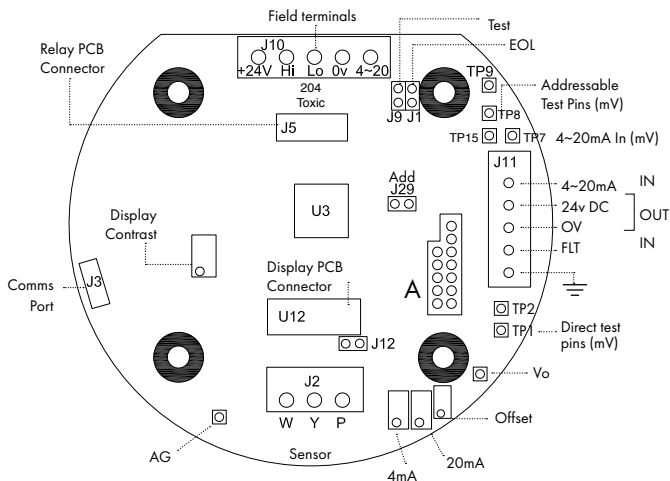 Field terminals
Test
EOL
Relay PCB
Connector
J10
+24V Hi Lo 0v 4~20
204
Toxic
J5
J9 J1
TP9
Addressable
Test Pins (mV)
TP8
TP15
TP7
4~20mA In (mV)
J11
Add
J29
U3
4~20mA
IN
24v DC
OUT
OV
IN
FLT
Display
Contrast
J3
Comms
Port
Display PCB
Connector
A
U12
J12
TP2
TP1
Direct test
pins (mV)
Vo
J2
W Y P
Offset
AG
Sensor
4mA
20mA